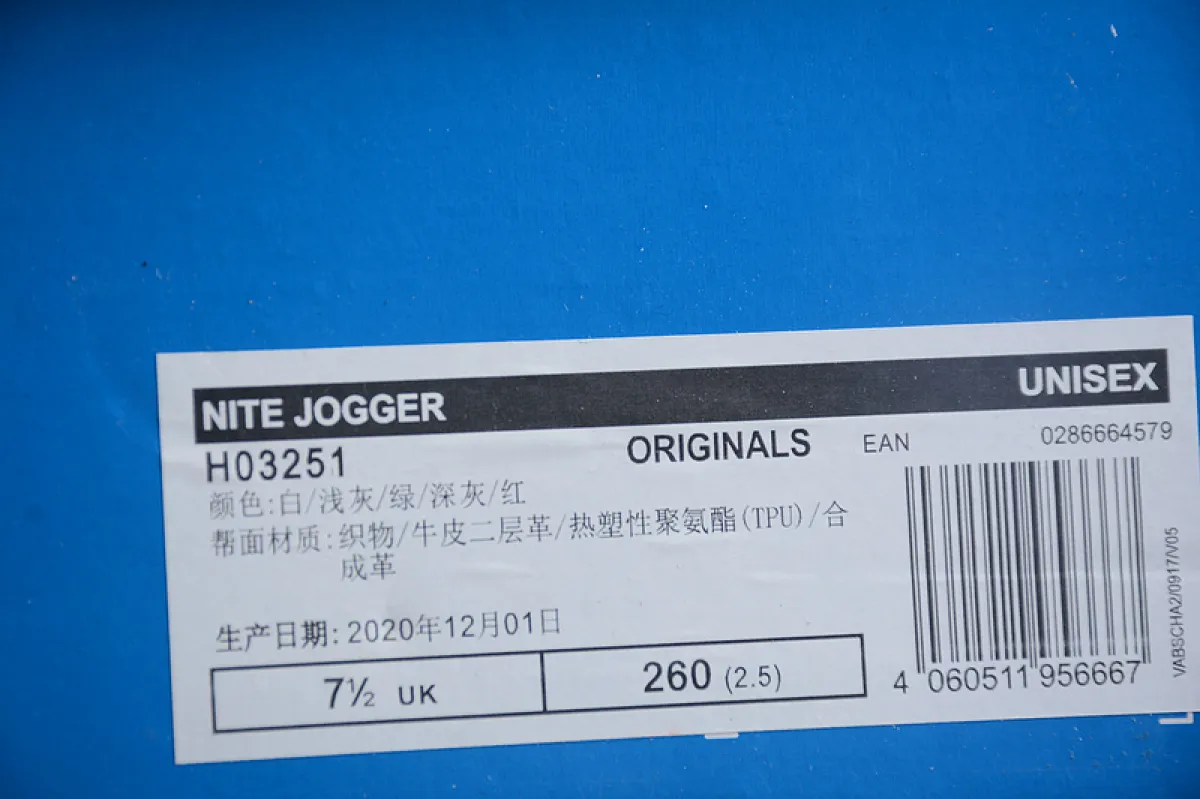 NITE JOGGER UNISEX
H03251 ORIGINALS EAN 0286664579
颜色:白/浅灰/绿/深灰/红
帮面材质:织物/牛皮二层革/热塑性聚氨酯(TPU)/合
成革
生产日期:2020年12月01日
7½ UK 260 (2.5)
4 060511 956667
VABSCHA2/0917/V05